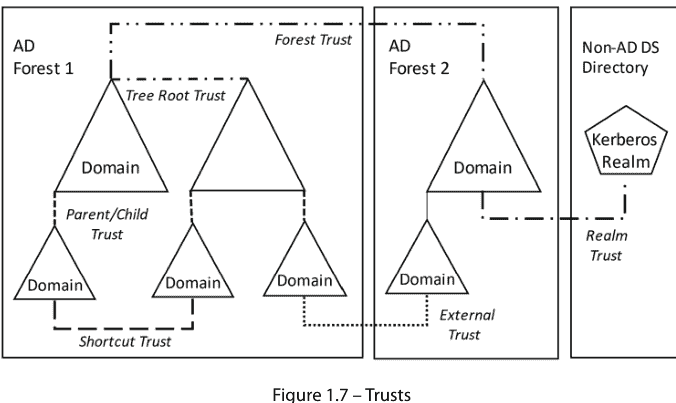 AD
Forest 1
Forest Trust
AD
Forest 2
Non-AD DS
Directory
Tree Root Trust
Kerberos
Realm
Domain
Domain
Parent/Child
Trust
Realm
Trust
Domain
Domain
Domain
Domain
External
Trust
Shortcut Trust
Figure 1.7 – Trusts